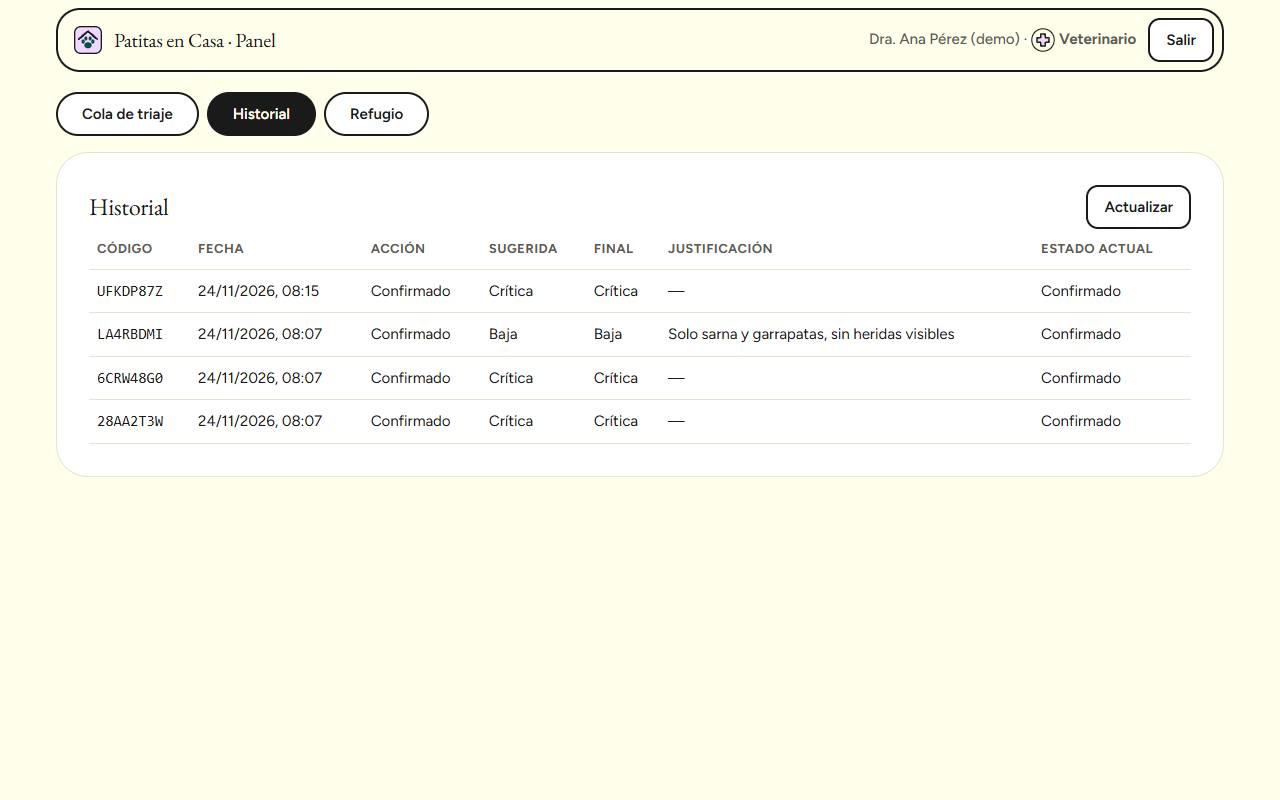 Patitas en Casa · Panel
Dra. Ana Pérez (demo) · Veterinario
Salir
Cola de triaje
Historial
Refugio
Historial
Actualizar
CÓDIGO FECHA ACCIÓN SUGERIDA FINAL JUSTIFICACIÓN ESTADO ACTUAL
UFKDP87Z 24/11/2026, 08:15 Confirmado Crítica Crítica — Confirmado
LA4RBDMI 24/11/2026, 08:07 Confirmado Baja Baja Solo sarna y garrapatas, sin heridas visibles Confirmado
6CRW48G0 24/11/2026, 08:07 Confirmado Crítica Crítica — Confirmado
28AA2T3W 24/11/2026, 08:07 Confirmado Crítica Crítica — Confirmado